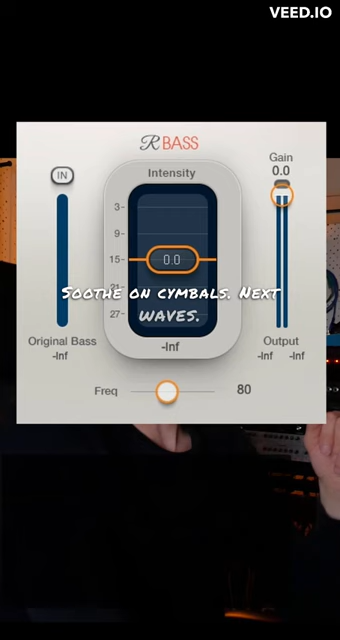 VEED.IO
R BASS
Intensity
Gain
0.0
IN
3-
9-
15-
0.0
21-
27-
Soothe on cymbals. Next
waves.
Original Bass
-Inf
-Inf
Output
-Inf -Inf
Freq 80